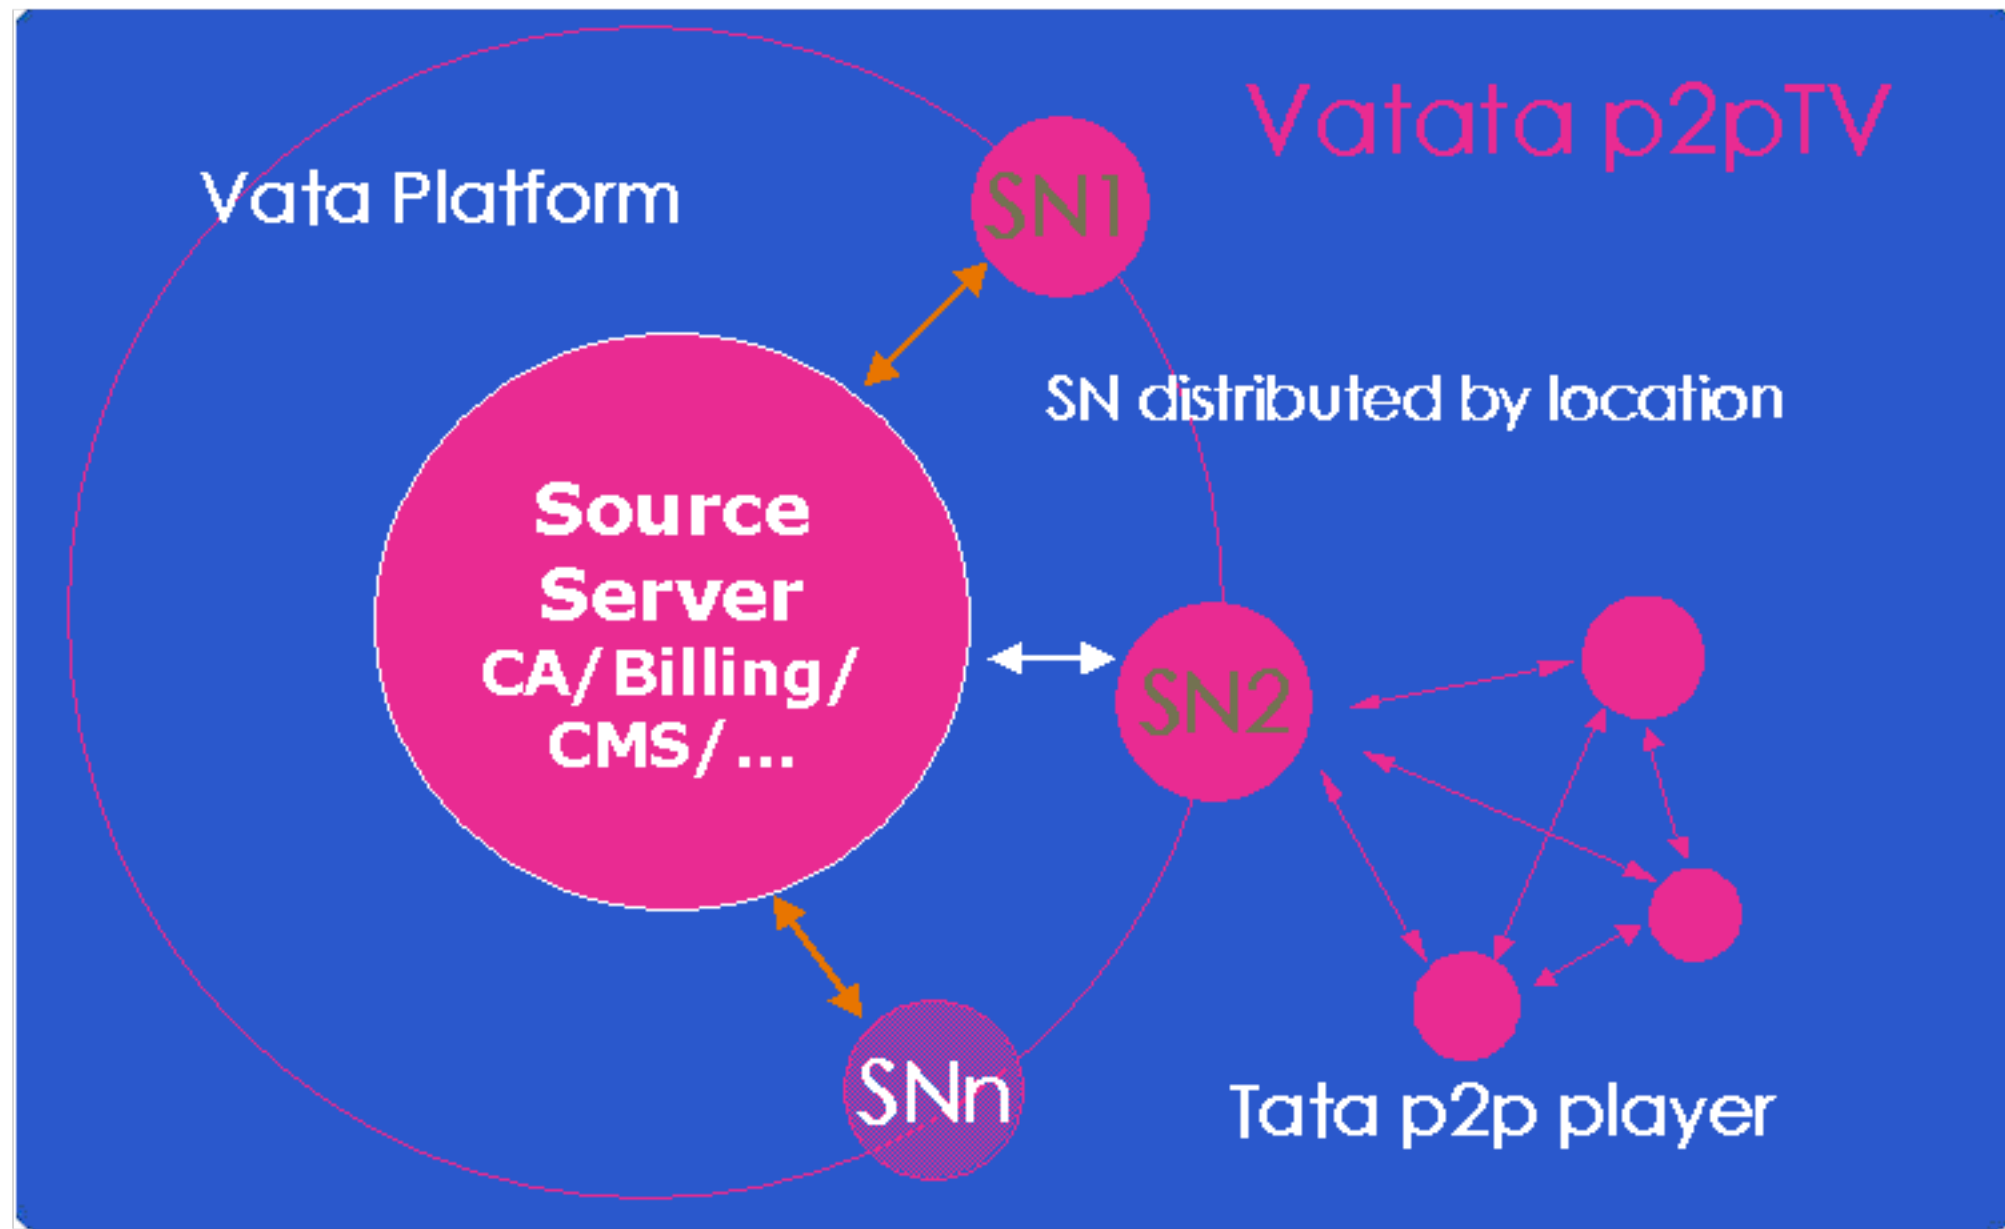 Vatata p2pTV
Vata Platform
SN1
SN distributed by location
Source
Server
CA/Billing/
CMS/...
SN2
SNn
Tata p2p player